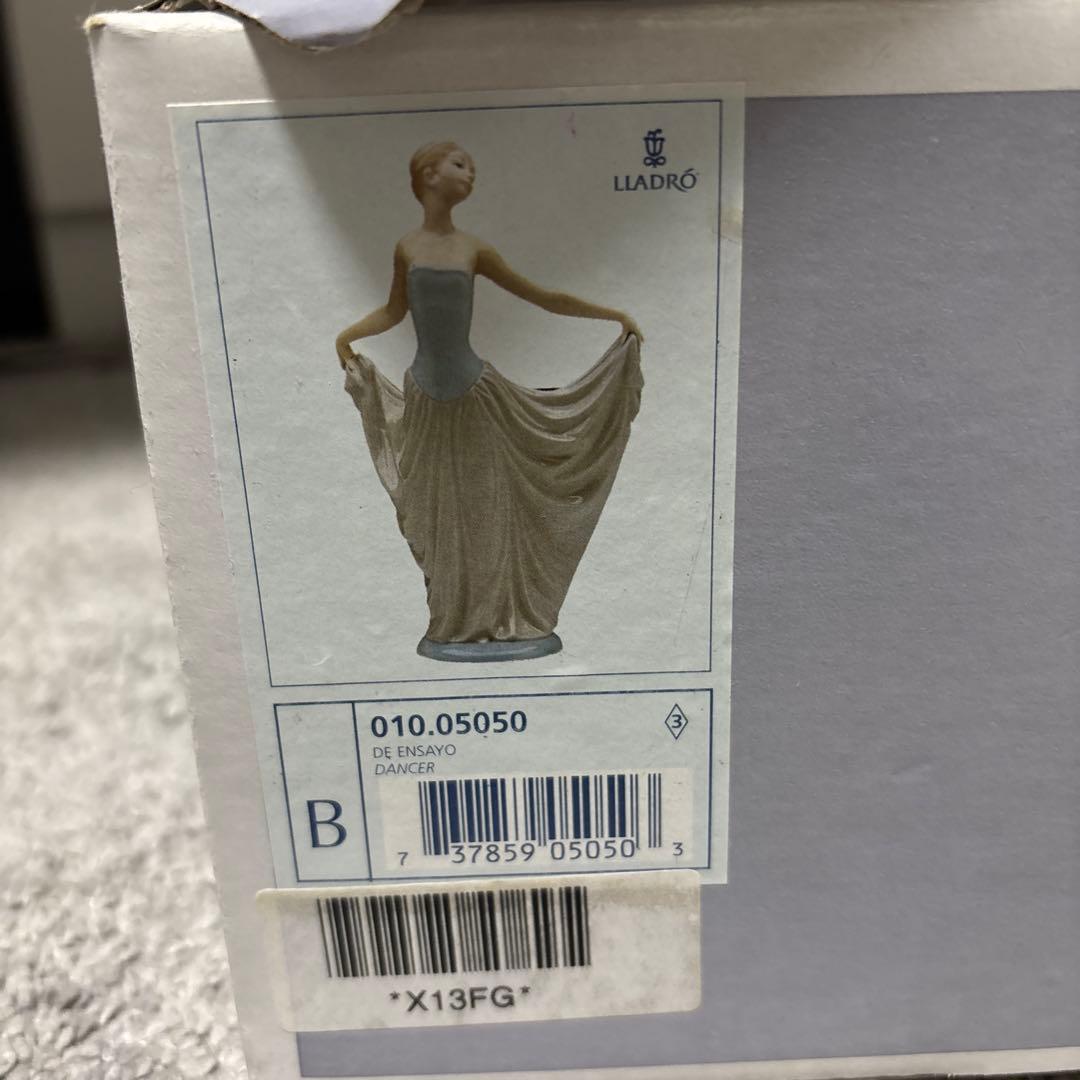 LLADRÓ
010.05050
3
DE ENSAYO
DANCER
B
7 37859 05050 3
*X13FG*